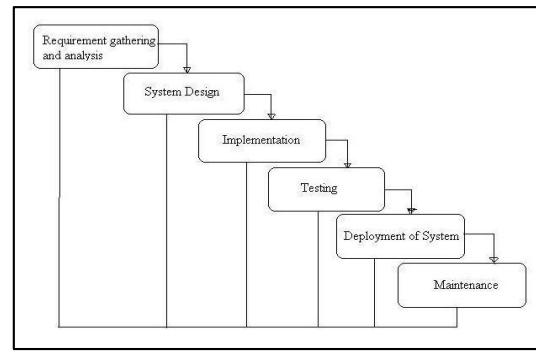 Requirement gathering
and analysis
System Design
Implementation
Testing
Deployment of System
Maintenance